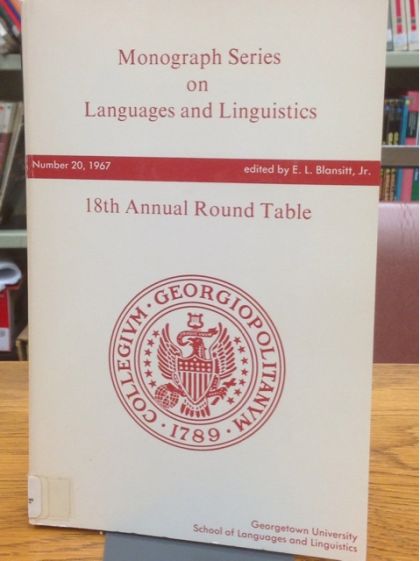 Monograph Series
on
Languages and Linguistics
Number 20, 1967
edited by E. L. Blansitt, Jr.
18th Annual Round Table
COLLEGIVM · GEORGIOPOLITANVM
· 1789 ·
Georgetown University
School of Languages and Linguistics